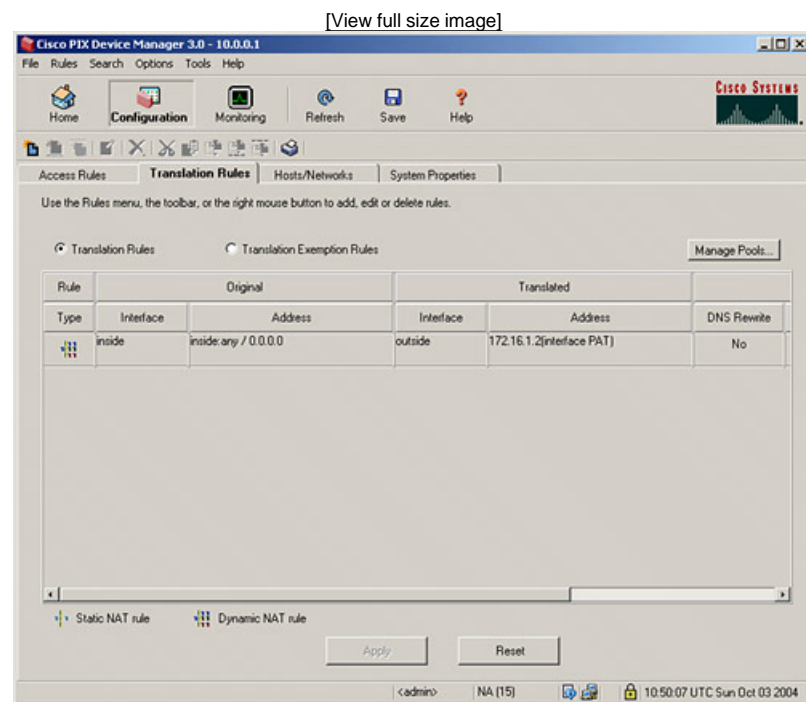 [View full size image]
Cisco PIX Device Manager 3.0 - 10.0.0.1
File Rules Search Options Tools Help
Home Configuration Monitoring Refresh Save Help
CISCO SYSTEMS
Access Rules Translation Rules Hosts/Networks System Properties
Use the Rules menu, the toolbar, or the right mouse button to add, edit or delete rules.
Translation Rules Translation Exemption Rules Manage Pools...
Rule Original Translated
Type Interface Address Interface Address DNS Rewrite
inside inside:any / 0.0.0.0 outside 172.16.1.2(interface PAT) No
Static NAT rule Dynamic NAT rule
Apply Reset
<admin> NA (15) 10:50:07 UTC Sun Oct 03 2004